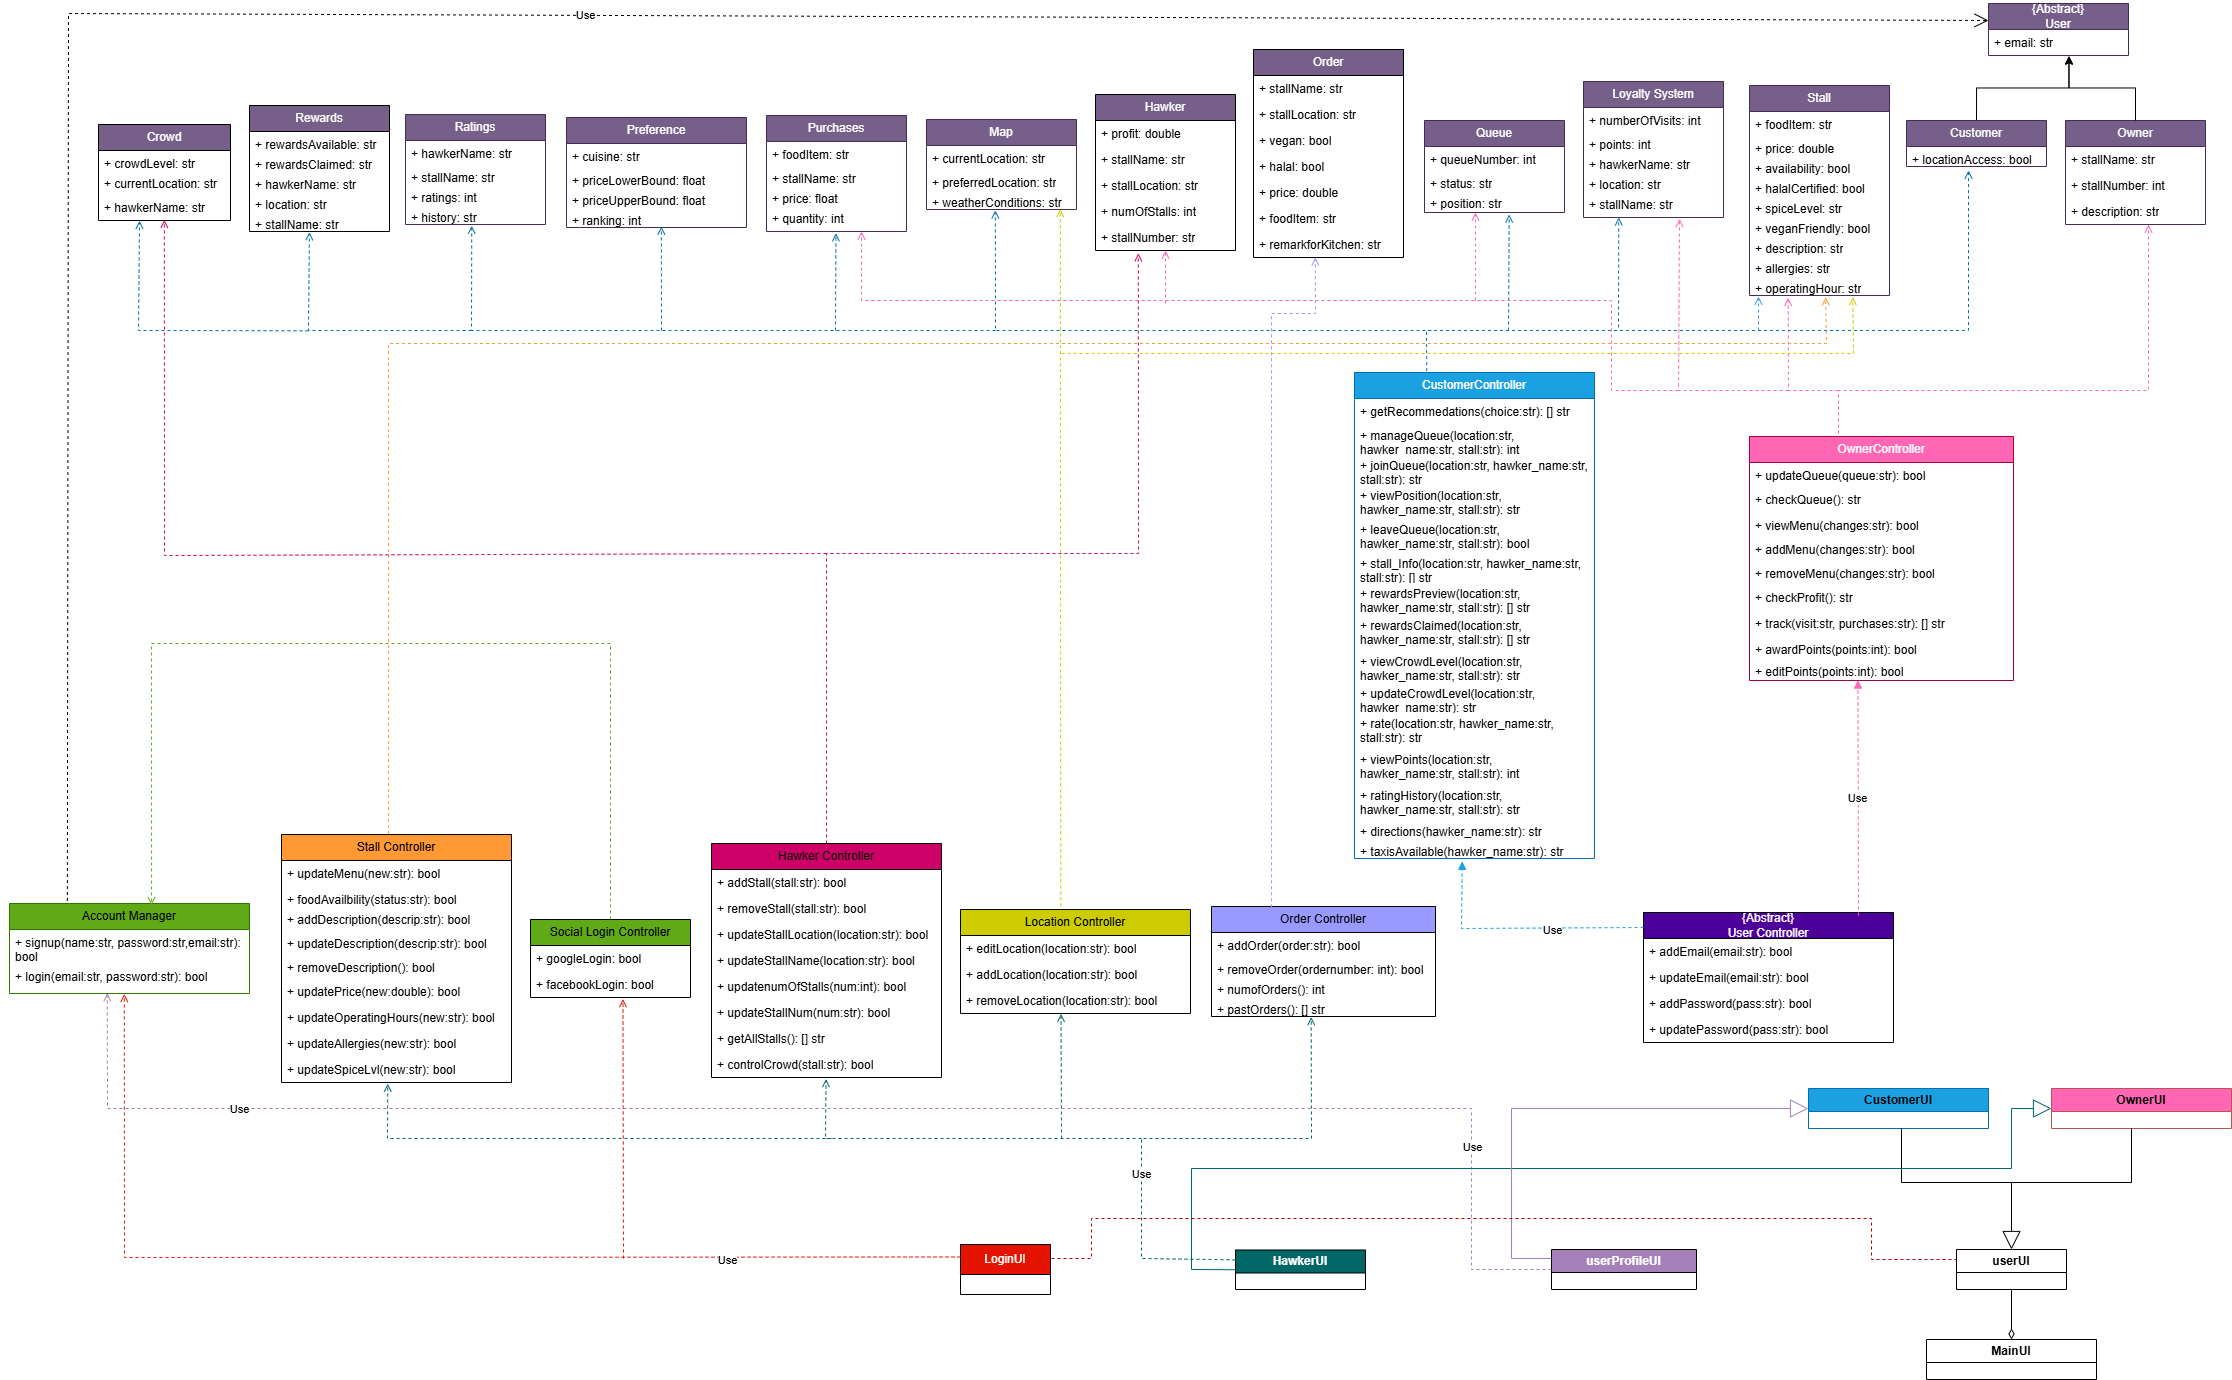 Use
{Abstract}
User
+ email: str
Crowd
+ crowdLevel: str
+ currentLocation: str
+ hawkerName: str
Rewards
+ rewardsAvailable: str
+ rewardsClaimed: str
+ hawkerName: str
+ location: str
+ stallName: str
Ratings
+ hawkerName: str
+ stallName: str
+ ratings: int
+ history: str
Preference
+ cuisine: str
+ priceLowerBound: float
+ priceUpperBound: float
+ ranking: int
Purchases
+ foodItem: str
+ stallName: str
+ price: float
+ quantity: int
Map
+ currentLocation: str
+ preferredLocation: str
+ weatherConditions: str
Hawker
+ profit: double
+ stallName: str
+ stallLocation: str
+ numOfStalls: int
+ stallNumber: str
Order
+ stallName: str
+ stallLocation: str
+ vegan: bool
+ halal: bool
+ price: double
+ foodItem: str
+ remarkforKitchen: str
Queue
+ queueNumber: int
+ status: str
+ position: str
Loyalty System
+ numberOfVisits: int
+ points: int
+ hawkerName: str
+ location: str
+ stallName: str
Stall
+ foodItem: str
+ price: double
+ availability: bool
+ halalCertified: bool
+ spiceLevel: str
+ veganFriendly: bool
+ description: str
+ allergies: str
+ operatingHour: str
Customer
+ locationAccess: bool
Owner
+ stallName: str
+ stallNumber: int
+ description: str
CustomerController
+ getRecommedations(choice:str): [] str
+ manageQueue(location:str,
hawker_name:str, stall:str): int
+ joinQueue(location:str, hawker_name:str,
stall:str): str
+ viewPosition(location:str,
hawker_name:str, stall:str): str
+ leaveQueue(location:str,
hawker_name:str, stall:str): bool
+ stall_Info(location:str, hawker_name:str,
stall:str): [] str
+ rewardsPreview(location:str,
hawker_name:str, stall:str): [] str
+ rewardsClaimed(location:str,
hawker_name:str, stall:str): [] str
+ viewCrowdLevel(location:str,
hawker_name:str, stall:str): str
+ updateCrowdLevel(location:str,
hawker_name:str): str
+ rate(location:str, hawker_name:str,
stall:str): str
+ viewPoints(location:str,
hawker_name:str, stall:str): int
+ ratingHistory(location:str,
hawker_name:str, stall:str): str
+ directions(hawker_name:str): str
+ taxisAvailable(hawker_name:str): str
OwnerController
+ updateQueue(queue:str): bool
+ checkQueue(): str
+ viewMenu(changes:str): bool
+ addMenu(changes:str): bool
+ removeMenu(changes:str): bool
+ checkProfit(): str
+ track(visit:str, purchases:str): [] str
+ awardPoints(points:int): bool
+ editPoints(points:int): bool
Use
Account Manager
+ signup(name:str, password:str,email:str):
bool
+ login(email:str, password:str): bool
Stall Controller
+ updateMenu(new:str): bool
+ foodAvailbility(status:str): bool
+ addDescription(descrip:str): bool
+ updateDescription(descrip:str): bool
+ removeDescription(): bool
+ updatePrice(new:double): bool
+ updateOperatingHours(new:str): bool
+ updateAllergies(new:str): bool
+ updateSpiceLvl(new:str): bool
Social Login Controller
+ googleLogin: bool
+ facebookLogin: bool
Hawker Controller
+ addStall(stall:str): bool
+ removeStall(stall:str): bool
+ updateStallLocation(location:str): bool
+ updateStallName(location:str): bool
+ updatenumOfStalls(num:int): bool
+ updateStallNum(num:str): bool
+ getAllStalls(): [] str
+ controlCrowd(stall:str): bool
Location Controller
+ editLocation(location:str): bool
+ addLocation(location:str): bool
+ removeLocation(location:str): bool
Order Controller
+ addOrder(order:str): bool
+ removeOrder(ordernumber: int): bool
+ numofOrders(): int
+ pastOrders(): [] str
Use
{Abstract}
User Controller
+ addEmail(email:str): bool
+ updateEmail(email:str): bool
+ addPassword(pass:str): bool
+ updatePassword(pass:str): bool
Use
Use
Use
Use
CustomerUI
OwnerUI
LoginUI
HawkerUI
userProfileUI
userUI
MainUI